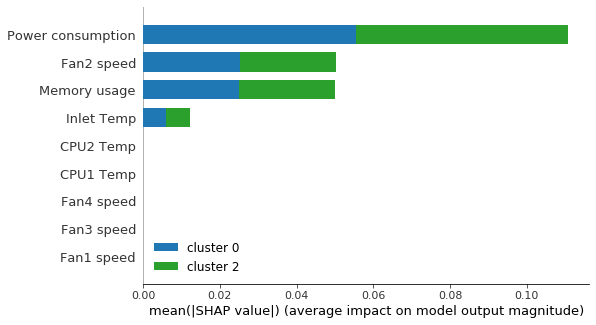 Power consumption
Fan2 speed
Memory usage
Inlet Temp
CPU2 Temp
CPU1 Temp
Fan4 speed
Fan3 speed
Fan1 speed
cluster 0
cluster 2
0.00 0.02 0.04 0.06 0.08 0.10
mean(|SHAP value|) (average impact on model output magnitude)